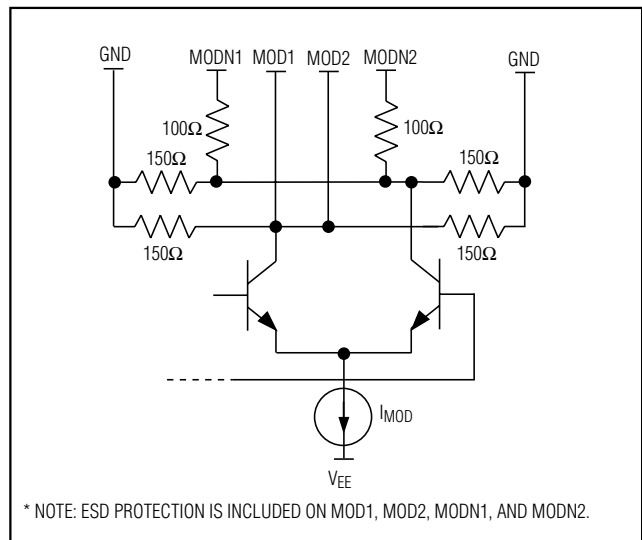 GND MODN1 MOD1 MOD2 MODN2 GND
100Ω 100Ω
150Ω 150Ω
150Ω 150Ω
IMOD
VEE
* NOTE: ESD PROTECTION IS INCLUDED ON MOD1, MOD2, MODN1, AND MODN2.